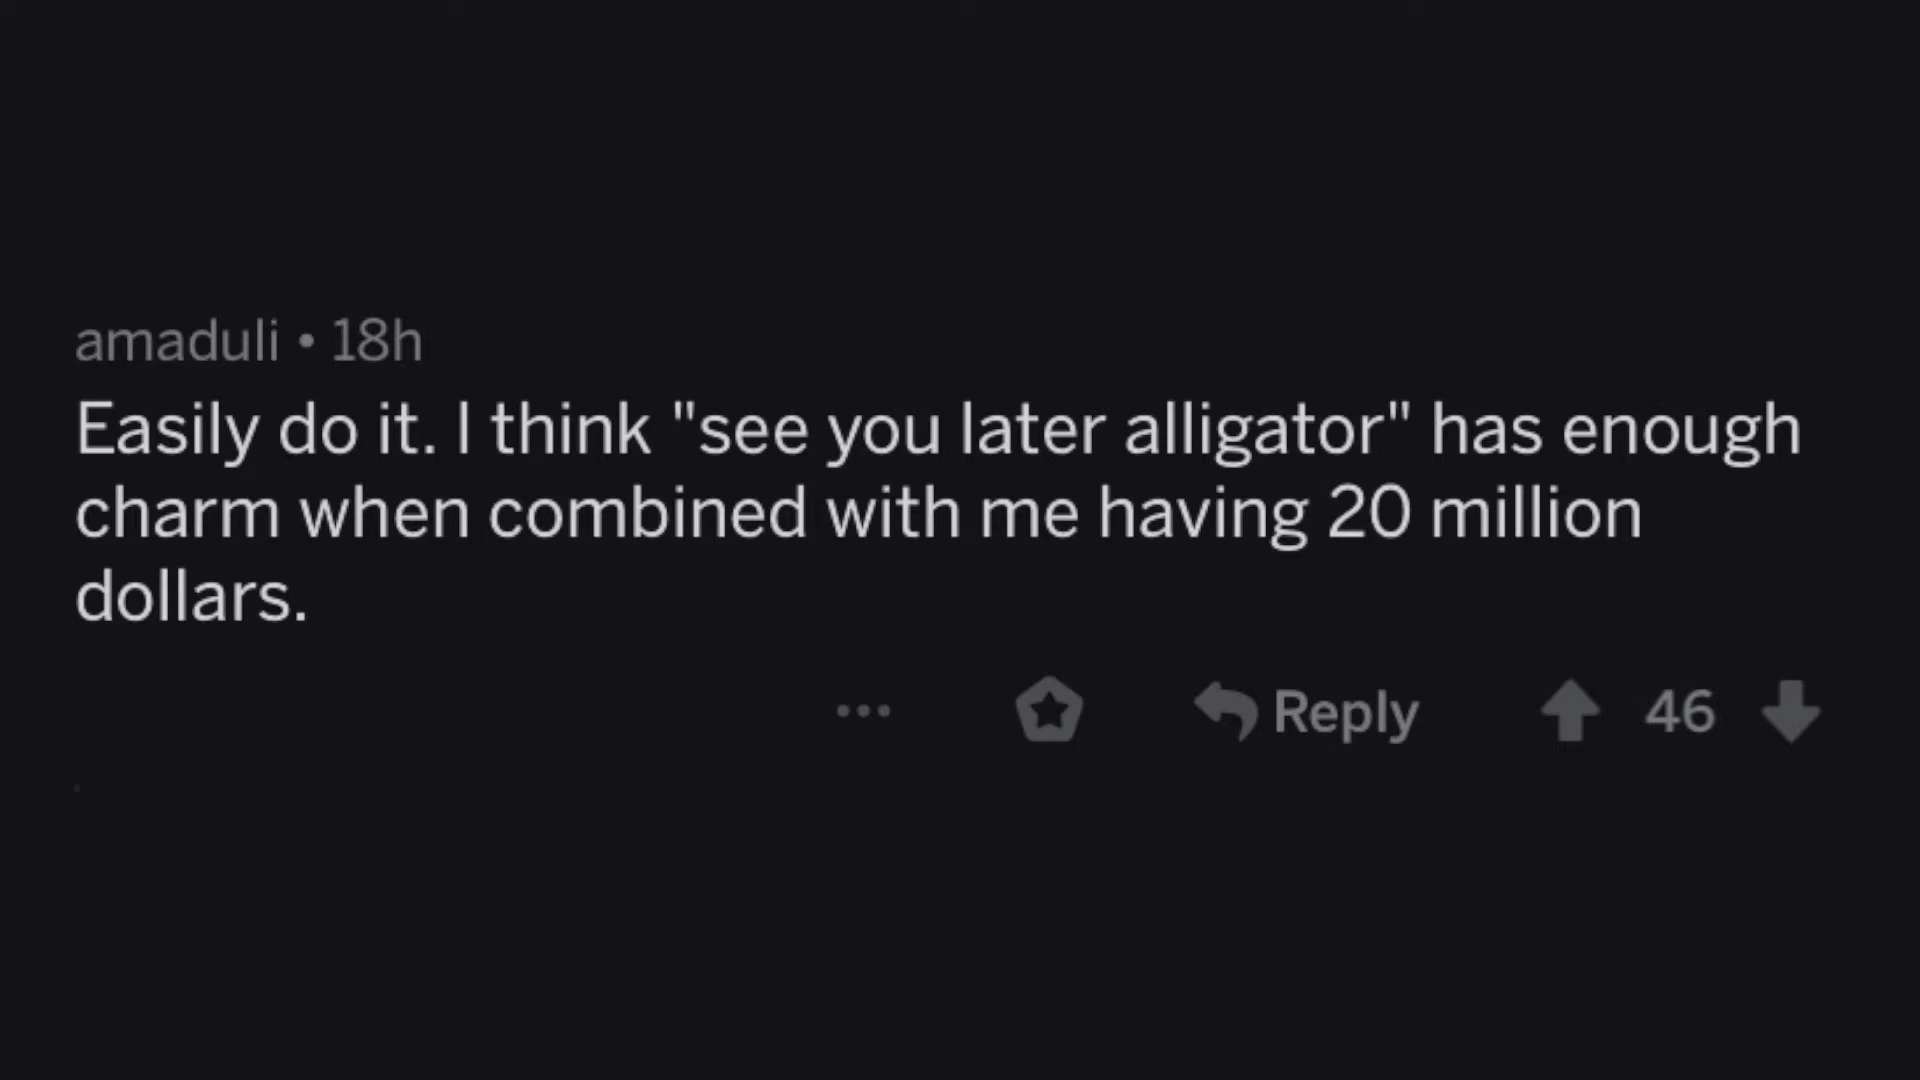 amaduli • 18h
Easily do it. I think "see you later alligator" has enough
charm when combined with me having 20 million
dollars.
Reply 46